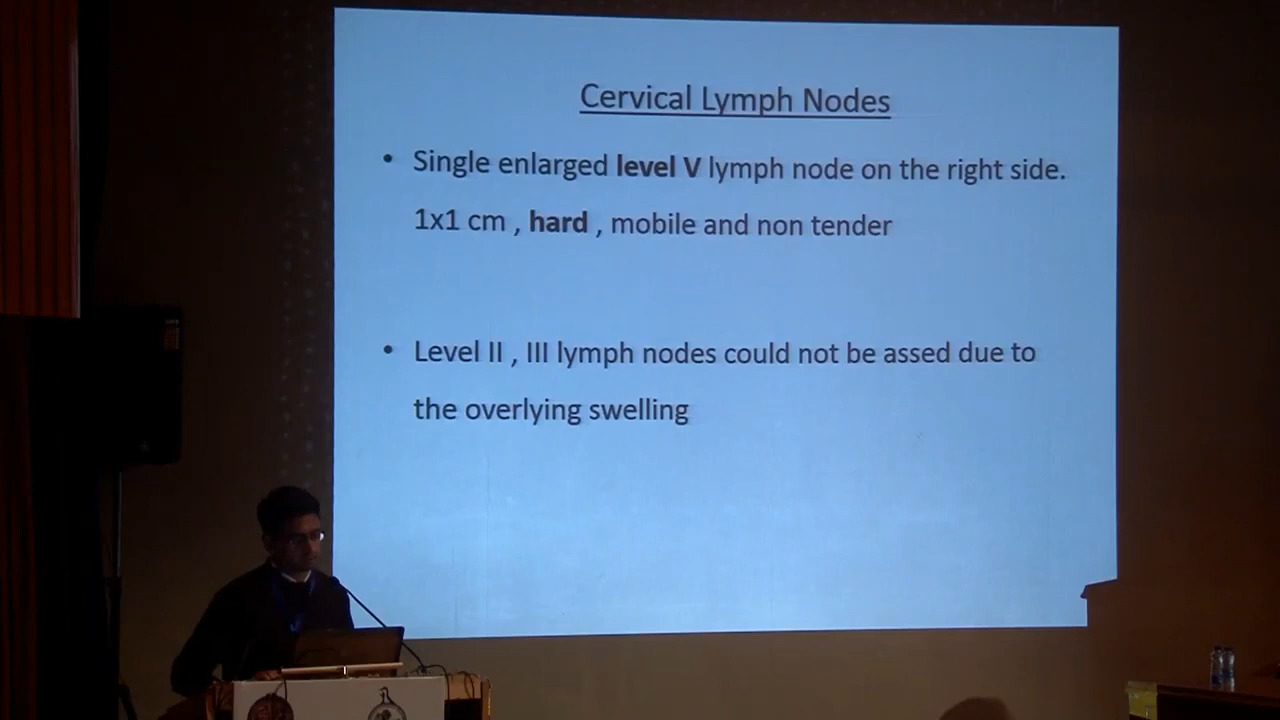 Cervical Lymph Nodes
• Single enlarged level V lymph node on the right side.
1x1 cm , hard , mobile and non tender
• Level II , III lymph nodes could not be assed due to
the overlying swelling